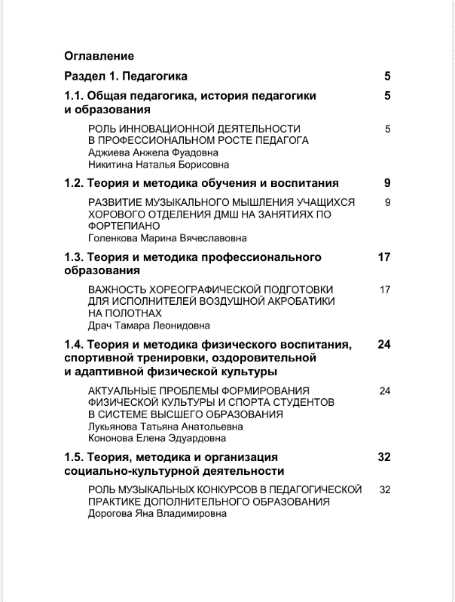 Оглавление
Раздел 1. Педагогика 5
1.1. Общая педагогика, история педагогики 5
и образования
РОЛЬ ИННОВАЦИОННОЙ ДЕЯТЕЛЬНОСТИ 5
В ПРОФЕССИОНАЛЬНОМ РОСТЕ ПЕДАГОГА
Аджиева Анжела Фуадовна
Никитина Наталья Борисовна
1.2. Теория и методика обучения и воспитания 9
РАЗВИТИЕ МУЗЫКАЛЬНОГО МЫШЛЕНИЯ УЧАЩИХСЯ 9
ХОРОВОГО ОТДЕЛЕНИЯ ДМШ НА ЗАНЯТИЯХ ПО
ФОРТЕПИАНО
Голенкова Марина Вячеславовна
1.3. Теория и методика профессионального 17
образования
ВАЖНОСТЬ ХОРЕОГРАФИЧЕСКОЙ ПОДГОТОВКИ 17
ДЛЯ ИСПОЛНИТЕЛЕЙ ВОЗДУШНОЙ АКРОБАТИКИ
НА ПОЛОТНАХ
Драч Тамара Леонидовна
1.4. Теория и методика физического воспитания, 24
спортивной тренировки, оздоровительной
и адаптивной физической культуры
АКТУАЛЬНЫЕ ПРОБЛЕМЫ ФОРМИРОВАНИЯ 24
ФИЗИЧЕСКОЙ КУЛЬТУРЫ И СПОРТА СТУДЕНТОВ
В СИСТЕМЕ ВЫСШЕГО ОБРАЗОВАНИЯ
Лукьянова Татьяна Анатольевна
Кононова Елена Эдуардовна
1.5. Теория, методика и организация 32
социально-культурной деятельности
РОЛЬ МУЗЫКАЛЬНЫХ КОНКУРСОВ В ПЕДАГОГИЧЕСКОЙ 32
ПРАКТИКЕ ДОПОЛНИТЕЛЬНОГО ОБРАЗОВАНИЯ
Дорогова Яна Владимировна